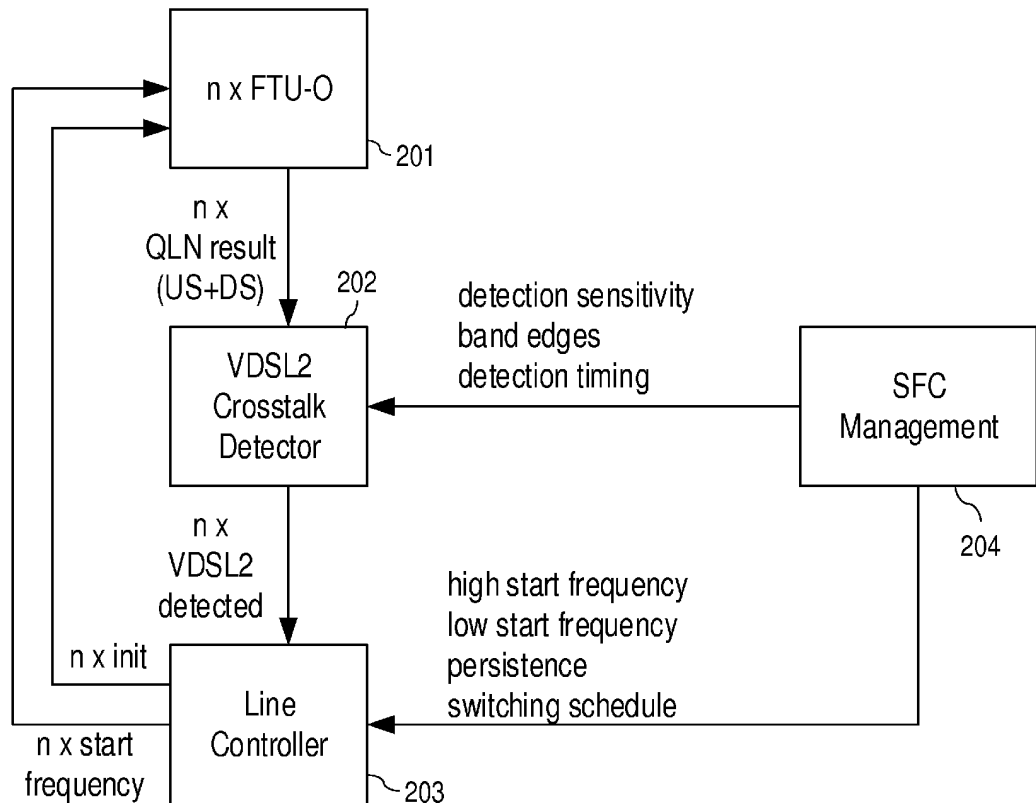 n x FTU-O
201
n x
QLN result
(US+DS)
202
detection sensitivity
band edges
detection timing
VDSL2
Crosstalk
Detector
SFC
Management
204
n x
VDSL2
detected
high start frequency
low start frequency
persistence
switching schedule
n x init
Line
Controller
n x start
frequency
203